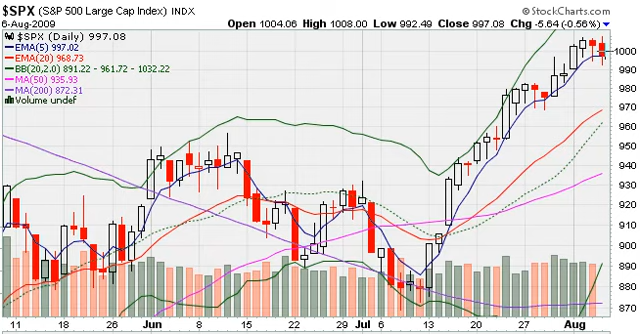 $SPX (S&P 500 Large Cap Index) INDX
© StockCharts.com
6-Aug-2009
Open 1004.06 High 1008.00 Low 992.49 Close 997.08 Chg -5.64 (-0.56%)
$SPX (Daily) 997.08
EMA(5) 997.02
EMA(20) 968.73
BB(20,2.0) 891.22 - 961.72 - 1032.22
MA(50) 935.93
MA(200) 872.31
Volume undef
1000
990
980
970
960
950
940
930
920
910
900
890
880
870
11 18 26 Jun 8 15 22 29 Jul 6 13 20 27 Aug